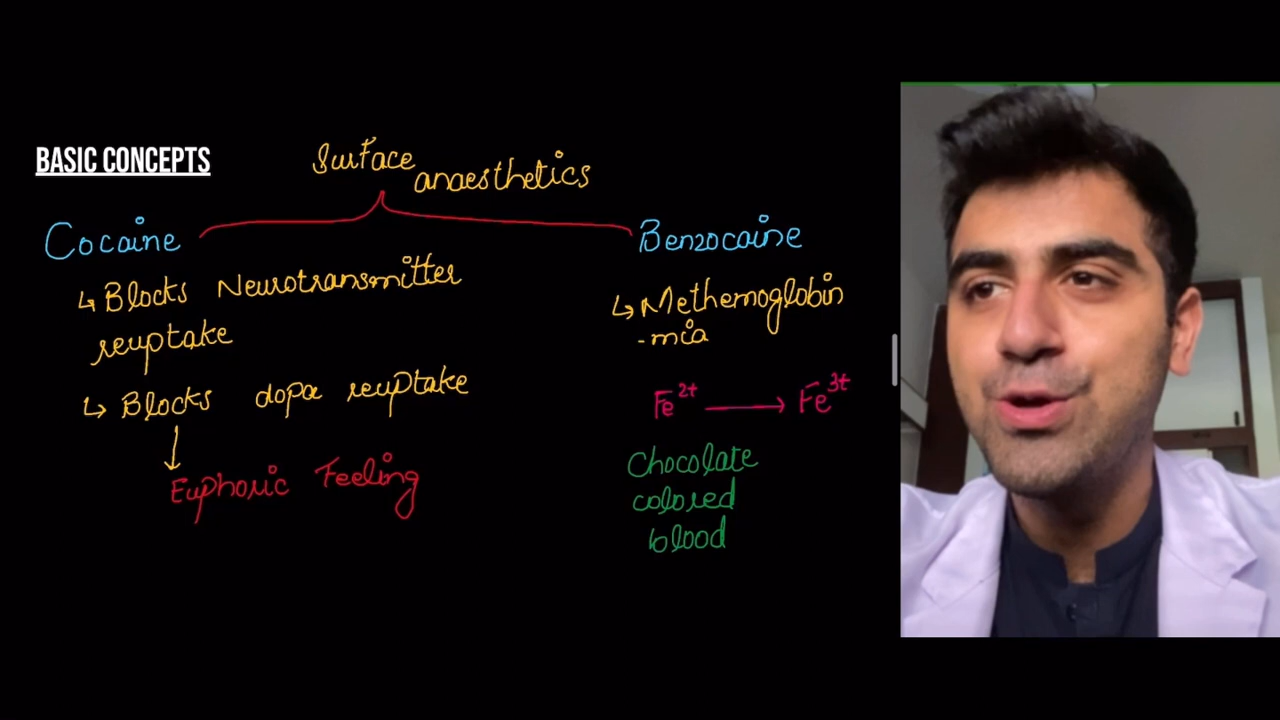 BASIC CONCEPTS
Surface
anaesthetics
Cocaine
↳ Blocks Neurotransmitter
reuptake
↳ Blocks dopa reuptake
↓
Euphoric Feeling
Benzocaine
↳ Methemoglobin
-mia
Fe²⁺ → Fe³⁺
Chocolate
colored
blood